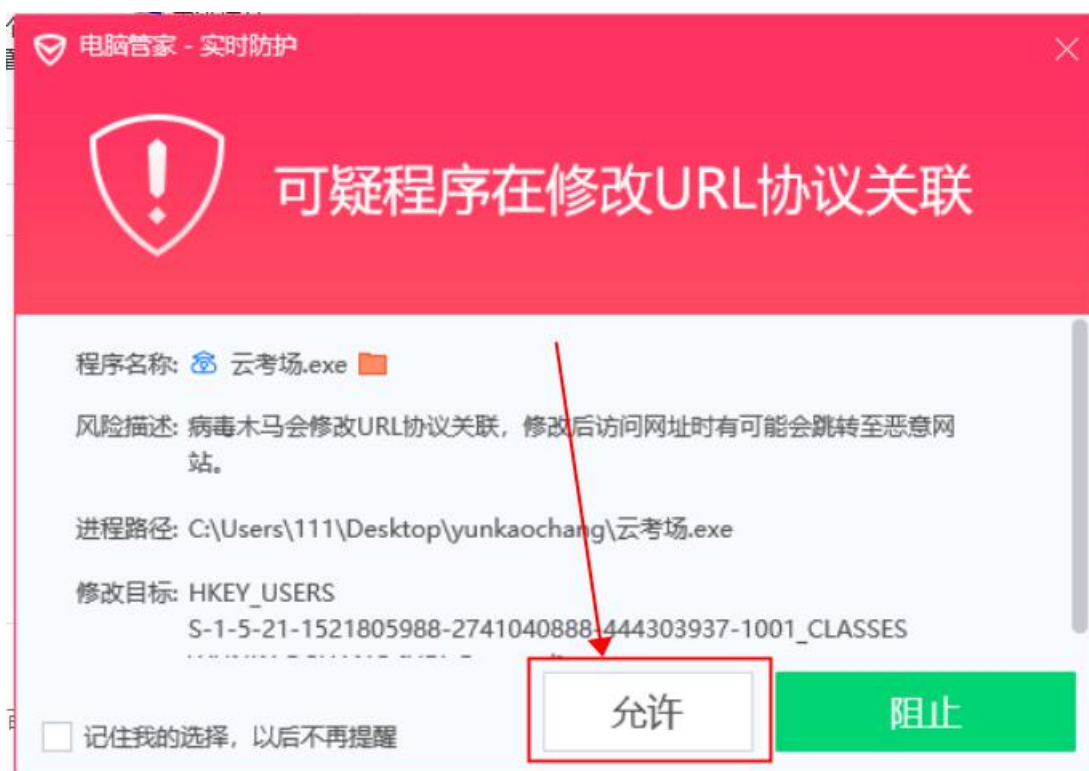 电脑管家 - 实时防护
可疑程序在修改URL协议关联
程序名称: 云考场.exe
风险描述: 病毒木马会修改URL协议关联，修改后访问网址时有可能会跳转至恶意网
站。
进程路径: C:\Users\111\Desktop\yunkaochang\云考场.exe
修改目标: HKEY_USERS
S-1-5-21-1521805988-2741040888-444303937-1001_CLASSES
记住我的选择，以后不再提醒
允许
阻止